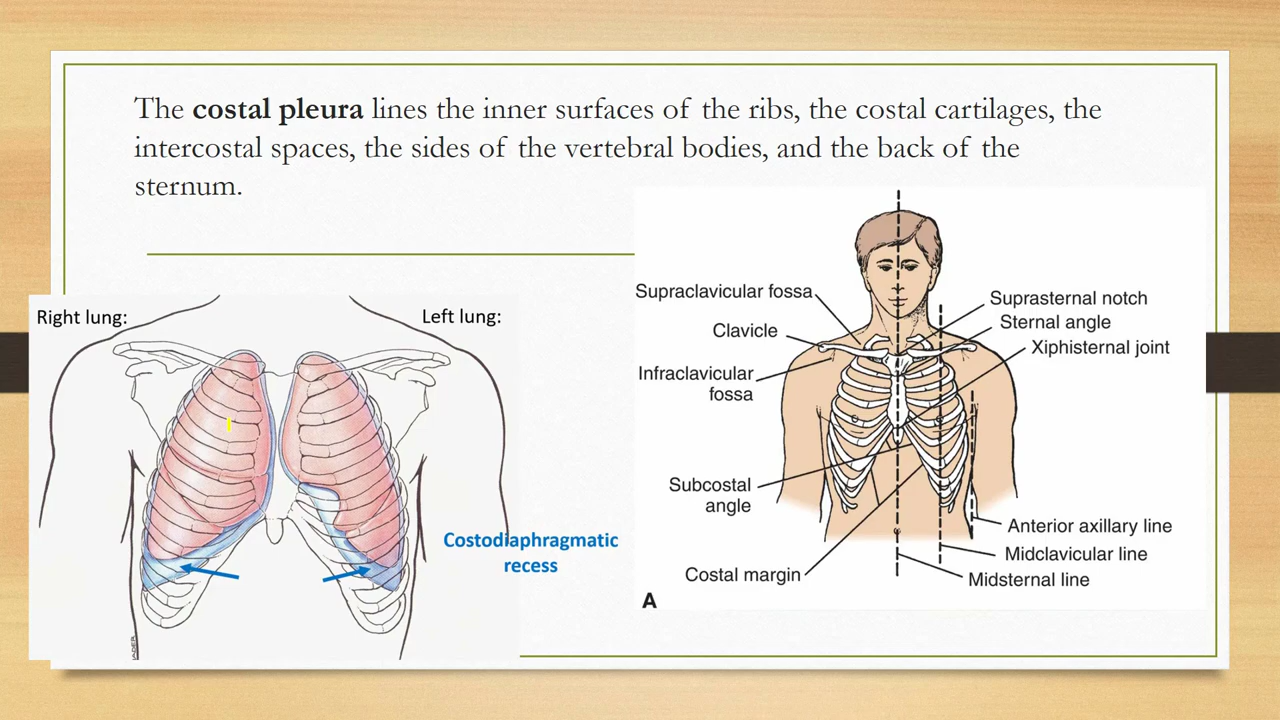 The costal pleura lines the inner surfaces of the ribs, the costal cartilages, the
intercostal spaces, the sides of the vertebral bodies, and the back of the
sternum.
Right lung:
Left lung:
Costodiaphragmatic
recess
Supraclavicular fossa
Clavicle
Infraclavicular
fossa
Subcostal
angle
Costal margin
Suprasternal notch
Sternal angle
Xiphisternal joint
Anterior axillary line
Midclavicular line
Midsternal line
A